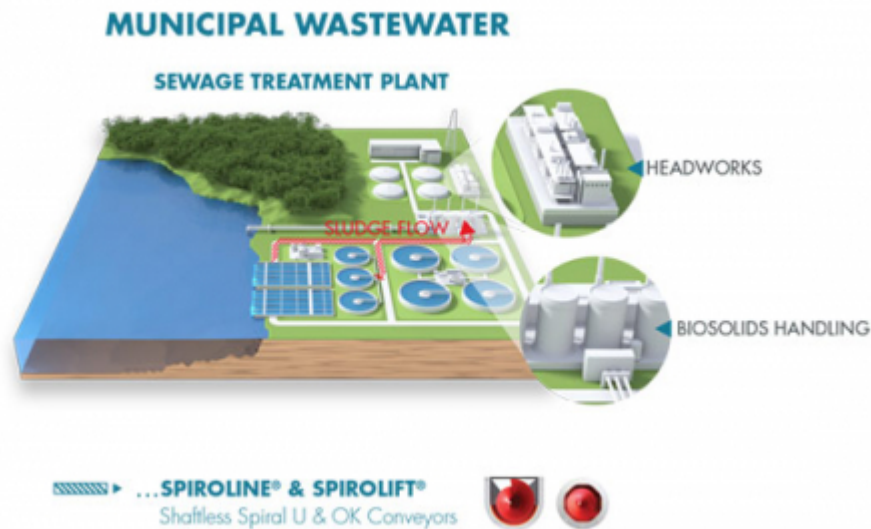 MUNICIPAL WASTEWATER
SEWAGE TREATMENT PLANT
HEADWORKS
SLUDGE FLOW
BIOSOLIDS HANDLING
...SPIROLINE® & SPIROLIFT®
Shaftless Spiral U & OK Conveyors